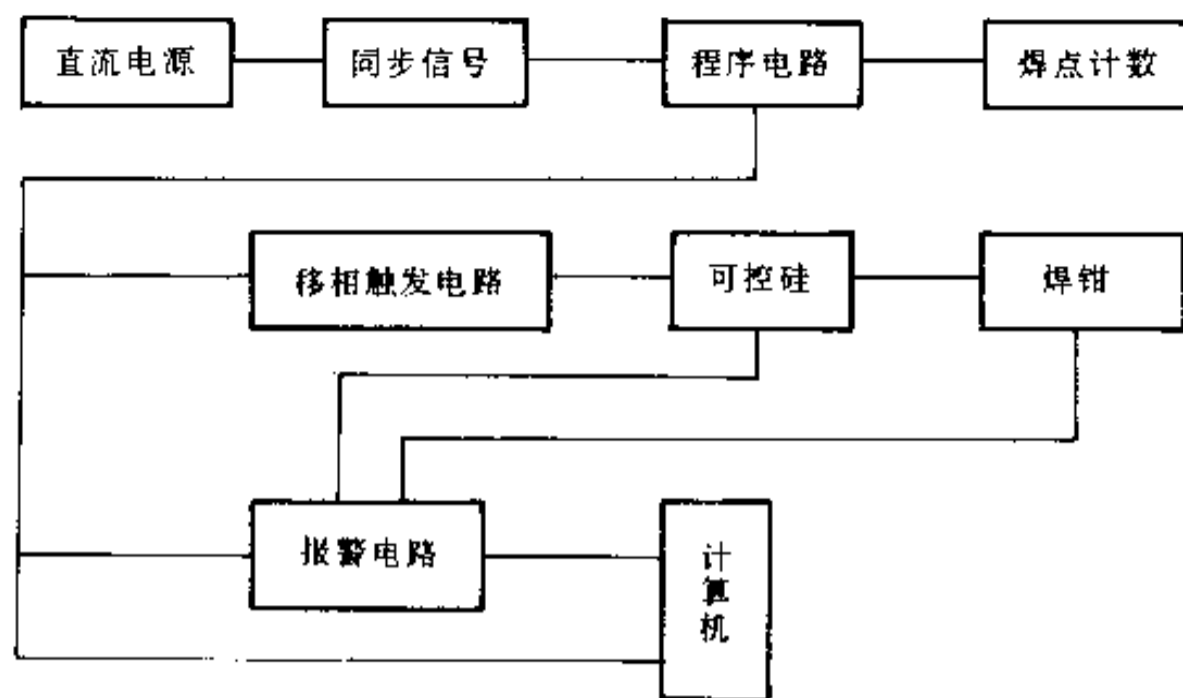 直流电源
同步信号
程序电路
焊点计数
移相触发电路
可控硅
焊钳
报警电路
计算机